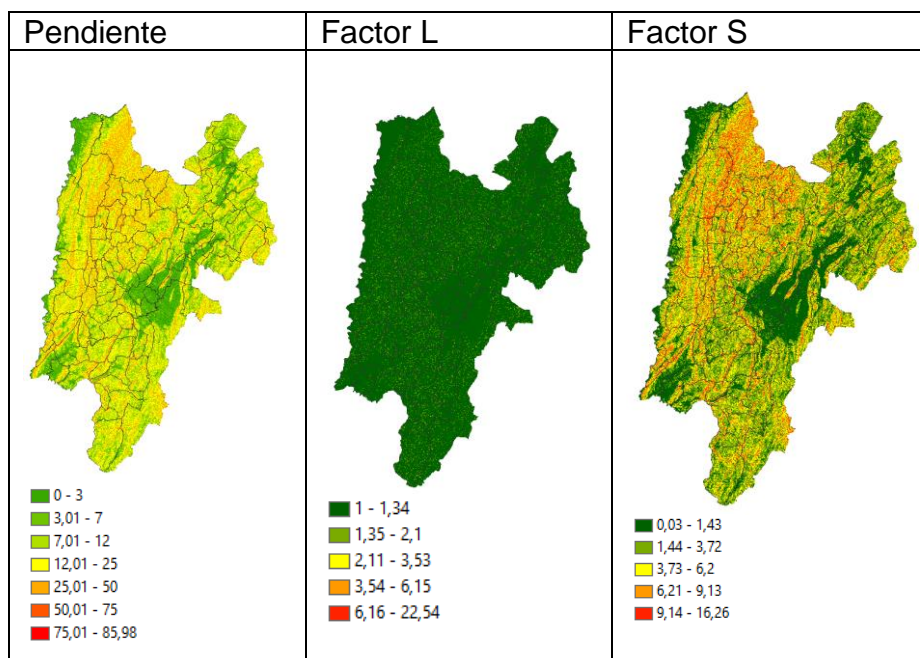 Pendiente
Factor L
Factor S
0 - 3
3,01 - 7
7,01 - 12
12,01 - 25
25,01 - 50
50,01 - 75
75,01 - 85,98
1 - 1,34
1,35 - 2,1
2,11 - 3,53
3,54 - 6,15
6,16 - 22,54
0,03 - 1,43
1,44 - 3,72
3,73 - 6,2
6,21 - 9,13
9,14 - 16,26